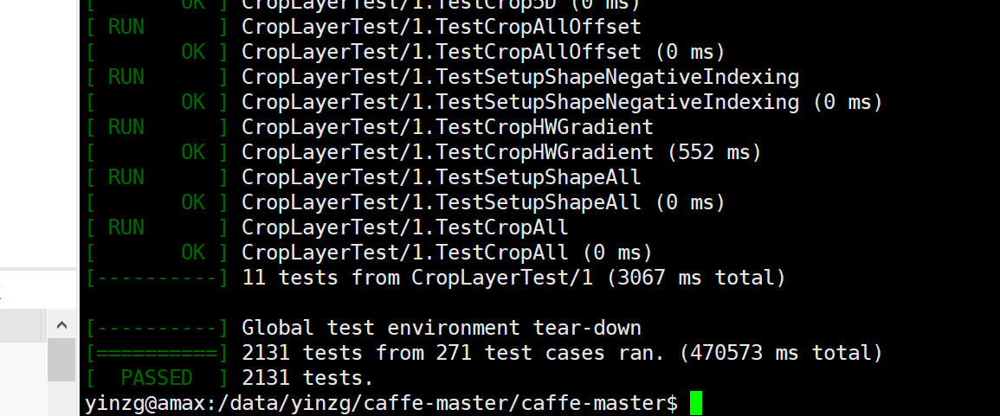 [       OK ] CropLayerTest/1.TestCrop5D (0 ms)
[ RUN      ] CropLayerTest/1.TestCropAllOffset
[       OK ] CropLayerTest/1.TestCropAllOffset (0 ms)
[ RUN      ] CropLayerTest/1.TestSetupShapeNegativeIndexing
[       OK ] CropLayerTest/1.TestSetupShapeNegativeIndexing (0 ms)
[ RUN      ] CropLayerTest/1.TestCropHWGradient
[       OK ] CropLayerTest/1.TestCropHWGradient (552 ms)
[ RUN      ] CropLayerTest/1.TestSetupShapeAll
[       OK ] CropLayerTest/1.TestSetupShapeAll (0 ms)
[ RUN      ] CropLayerTest/1.TestCropAll
[       OK ] CropLayerTest/1.TestCropAll (0 ms)
[----------] 11 tests from CropLayerTest/1 (3067 ms total)
[----------] Global test environment tear-down
[==========] 2131 tests from 271 test cases ran. (470573 ms total)
[  PASSED  ] 2131 tests.
yinzg@amax:/data/yinzg/caffe-master/caffe-master$